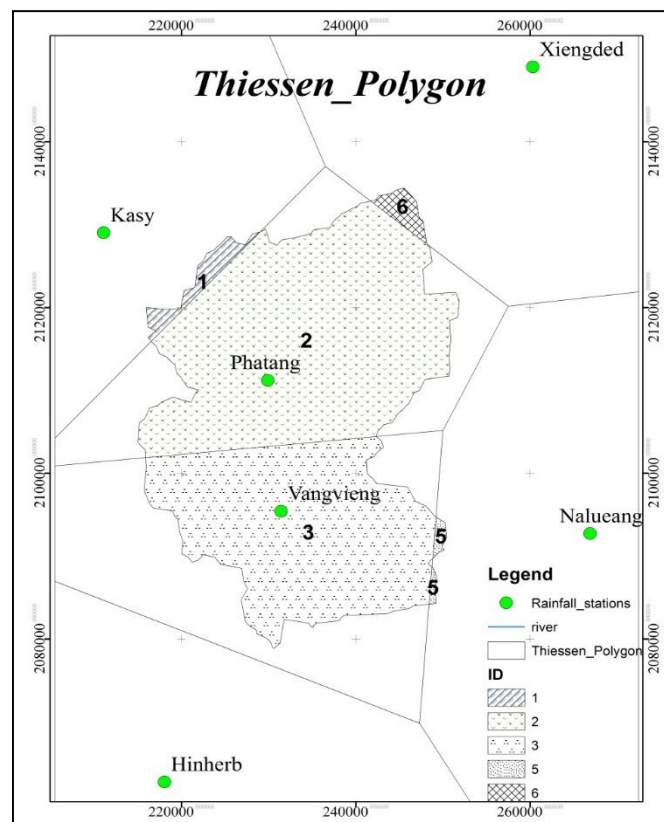 220000 240000 260000
Xiengded
Thiessen_Polygon
2140000 2140000
6
Kasy
1
2120000 2120000
2
Phatang
2100000 2100000
Vangvieng
Nalueang
3
5
5
Legend
Rainfall_stations
river
Thiessen_Polygon
2080000 2080000
ID
1
2
3
5
6
Hinherb
220000 240000 260000